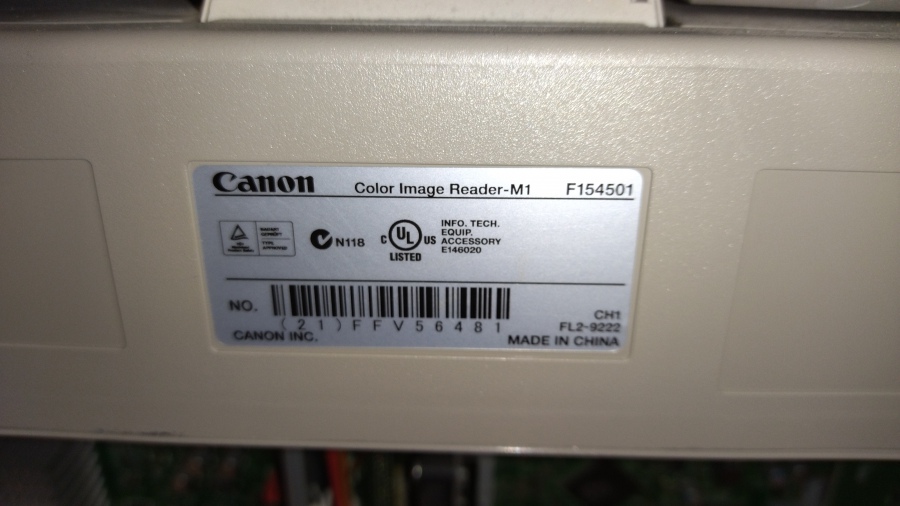 Canon Color Image Reader-M1 F154501
N118
C UL US
LISTED
INFO. TECH.
EQUIP.
ACCESSORY
E146020
NO.
(21)FFV56481
CANON INC.
CH1
FL2-9222
MADE IN CHINA